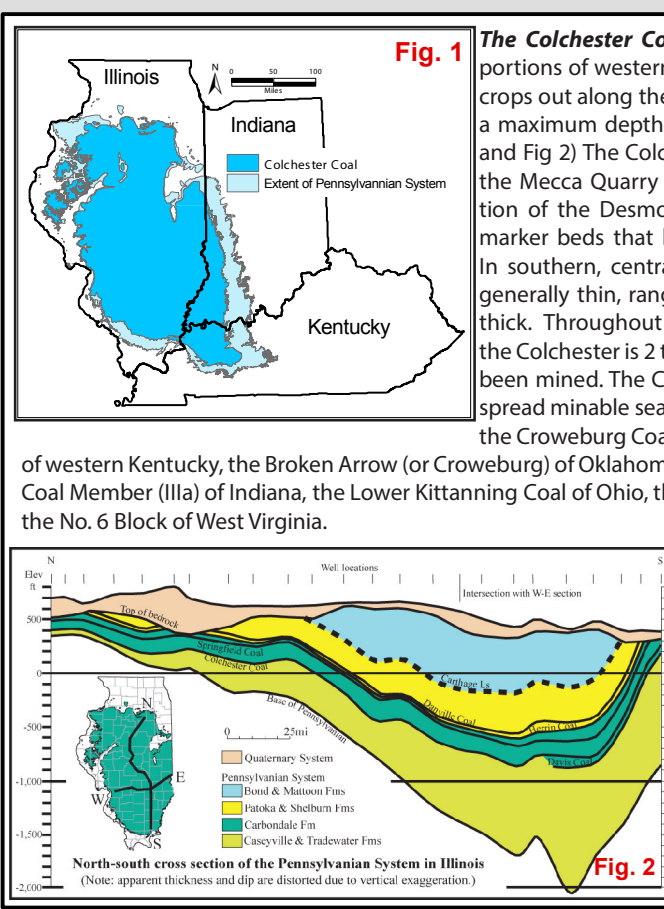 Fig. 1
Illinois
N
0 50 100
Miles
Indiana
Colchester Coal
Extent of Pennsylvannian System
Kentucky
The Colchester Co
portions of western
crops out along the
a maximum depth
and Fig 2) The Colc
the Mecca Quarry
tion of the Desmo
marker beds that
In southern, centra
generally thin, rang
thick. Throughout
the Colchester is 2 t
been mined. The C
spread minable sea
the Croweburg Coa
of western Kentucky, the Broken Arrow (or Croweburg) of Oklahom
Coal Member (IIIa) of Indiana, the Lower Kittanning Coal of Ohio, th
the No. 6 Block of West Virginia.
N
Well locations
S
Elev
ft
Intersection with W-E section
500
0
-500
-1,000
-1,500
-2,000
Top of bedrock
Springfield Coal
Colchester Coal
Base of Pennsylvanian
Carthage Ls.
Danville Coal
Herrin Coal
Davis Coal
N
E
W
S
0 25mi
Quaternary System
Pennsylvanian System
Bond & Mattoon Fms
Patoka & Shelburn Fms
Carbondale Fm
Caseyville & Tradewater Fms
North-south cross section of the Pennsylvanian System in Illinois
(Note: apparent thickness and dip are distorted due to vertical exaggeration.)
Fig. 2